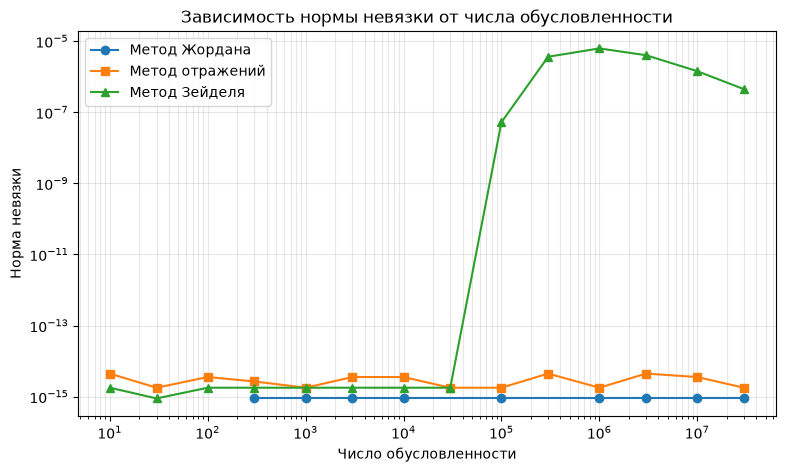 Зависимость нормы невязки от числа обусловленности
Метод Жордана
Метод отражений
Метод Зейделя
Норма невязки
10⁻⁵
10⁻⁷
10⁻⁹
10⁻¹¹
10⁻¹³
10⁻¹⁵
10¹ 10² 10³ 10⁴ 10⁵ 10⁶ 10⁷
Число обусловленности